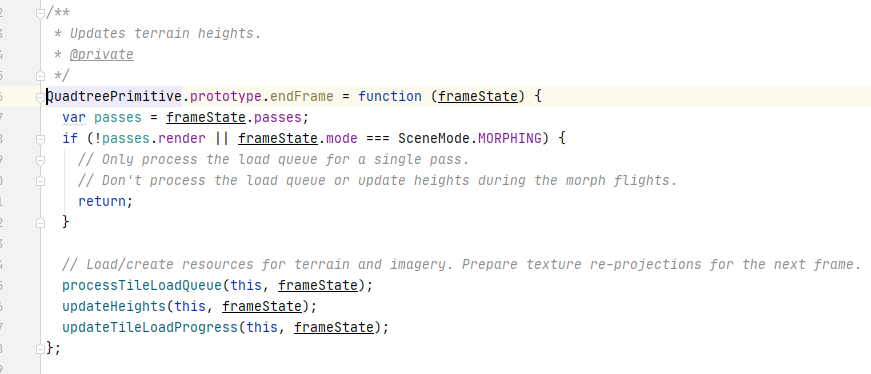 /**
 * Updates terrain heights.
 * @private
 */
QuadtreePrimitive.prototype.endFrame = function (frameState) {
  var passes = frameState.passes;
  if (!passes.render || frameState.mode === SceneMode.MORPHING) {
    // Only process the load queue for a single pass.
    // Don't process the load queue or update heights during the morph flights.
    return;
  }

  // Load/create resources for terrain and imagery. Prepare texture re-projections for the next frame.
  processTileLoadQueue(this, frameState);
  updateHeights(this, frameState);
  updateTileLoadProgress(this, frameState);
};